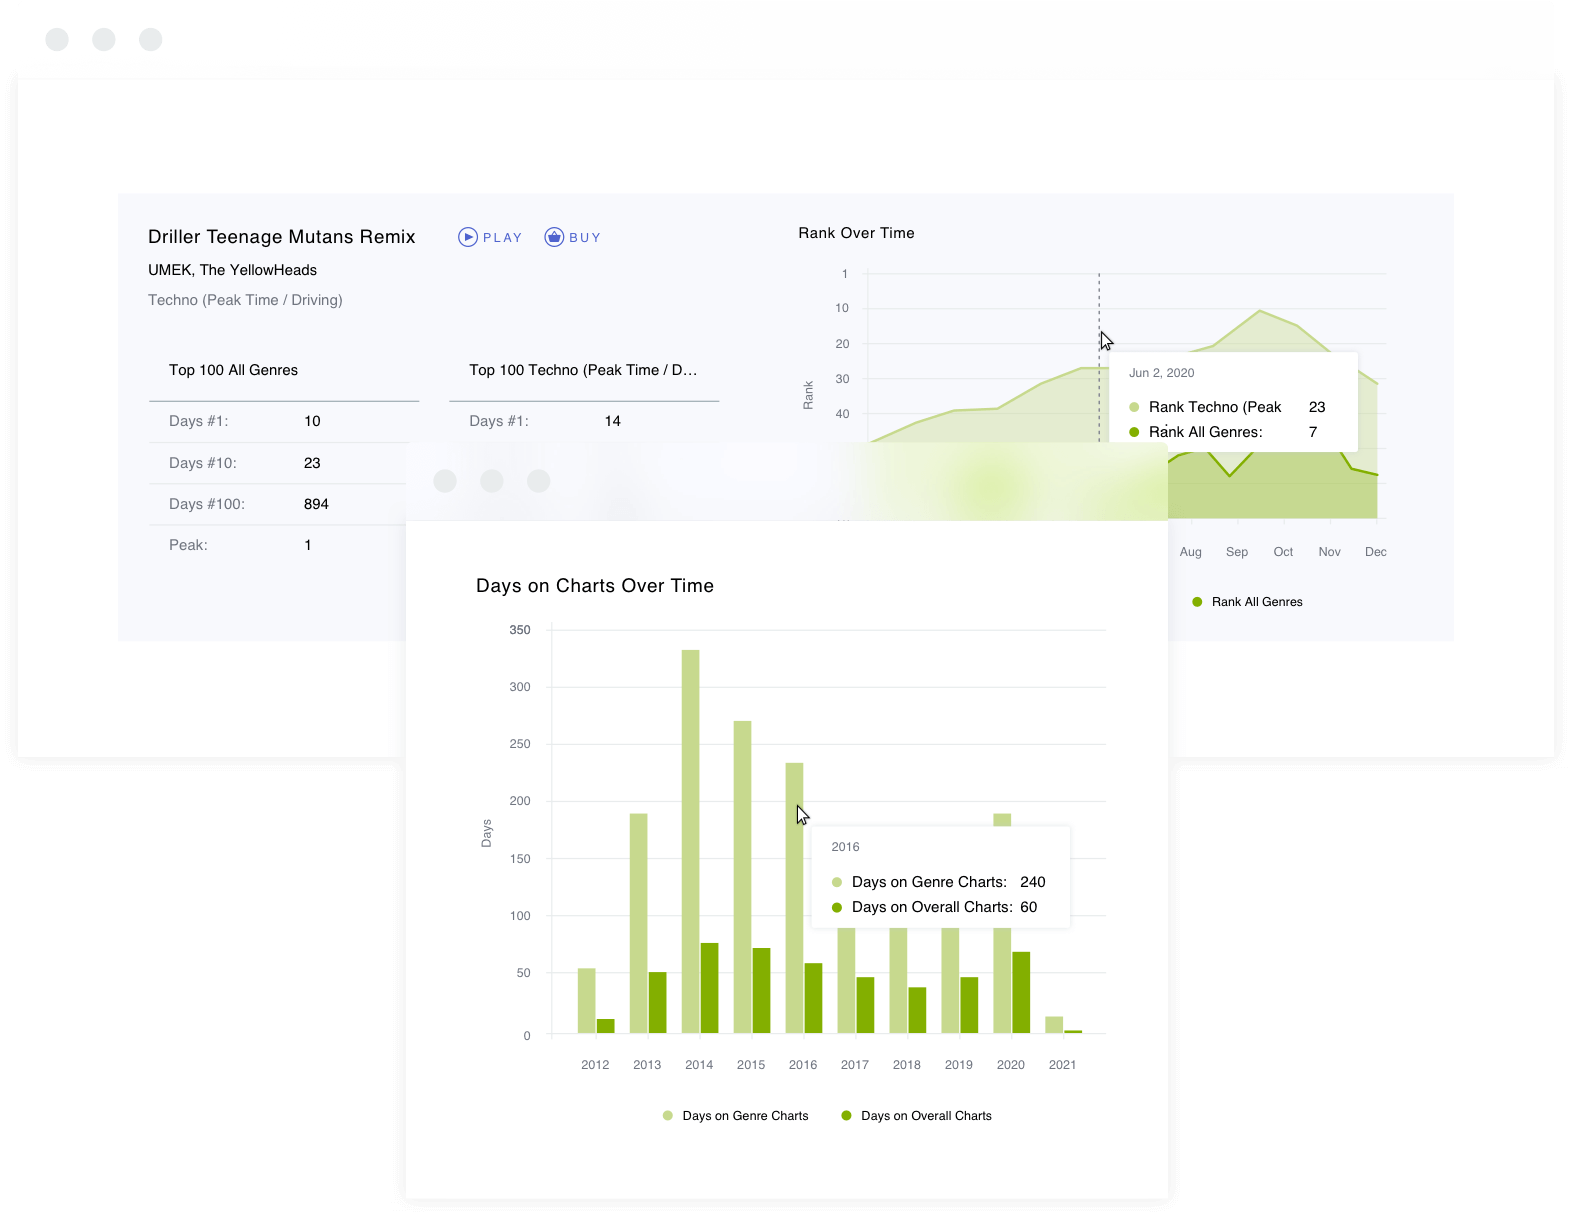 Driller Teenage Mutans Remix
PLAY
BUY
UMEK, The YellowHeads
Techno (Peak Time / Driving)
Top 100 All Genres
Days #1: 10
Days #10: 23
Days #100: 894
Peak: 1
Top 100 Techno (Peak Time / D...
Days #1: 14
Rank Over Time
1
10
20
30
40
Rank
Jun 2, 2020
Rank Techno (Peak 23
Rank All Genres: 7
Aug Sep Oct Nov Dec
Rank All Genres
Days on Charts Over Time
350
300
250
200
150
100
50
0
Days
2016
Days on Genre Charts: 240
Days on Overall Charts: 60
2012 2013 2014 2015 2016 2017 2018 2019 2020 2021
Days on Genre Charts Days on Overall Charts